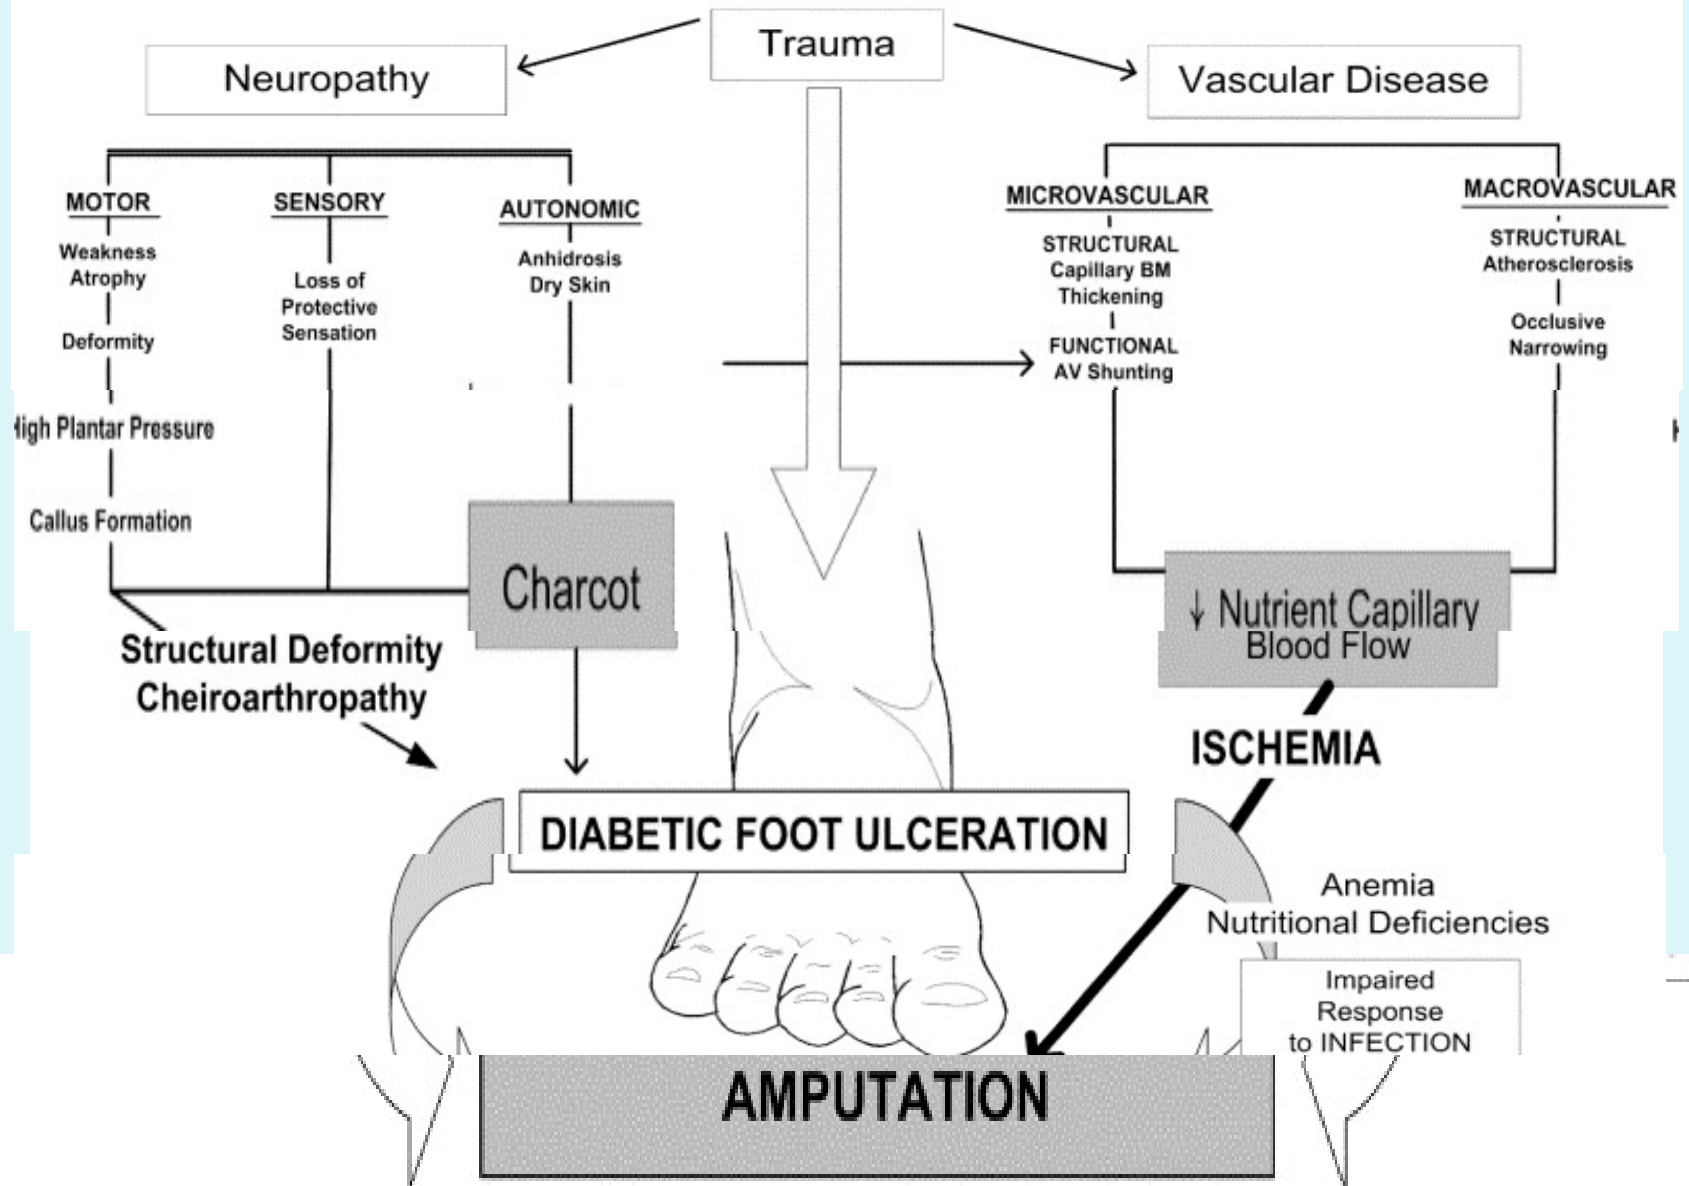 Trauma
Neuropathy
Vascular Disease
MOTOR
Weakness
Atrophy
Deformity
High Plantar Pressure
Callus Formation
SENSORY
Loss of
Protective
Sensation
AUTONOMIC
Anhidrosis
Dry Skin
Charcot
Structural Deformity
Cheiroarthropathy
MICROVASCULAR
STRUCTURAL
Capillary BM
Thickening
FUNCTIONAL
AV Shunting
MACROVASCULAR
STRUCTURAL
Atherosclerosis
Occlusive
Narrowing
↓ Nutrient Capillary
Blood Flow
ISCHEMIA
DIABETIC FOOT ULCERATION
Anemia
Nutritional Deficiencies
Impaired
Response
to INFECTION
AMPUTATION